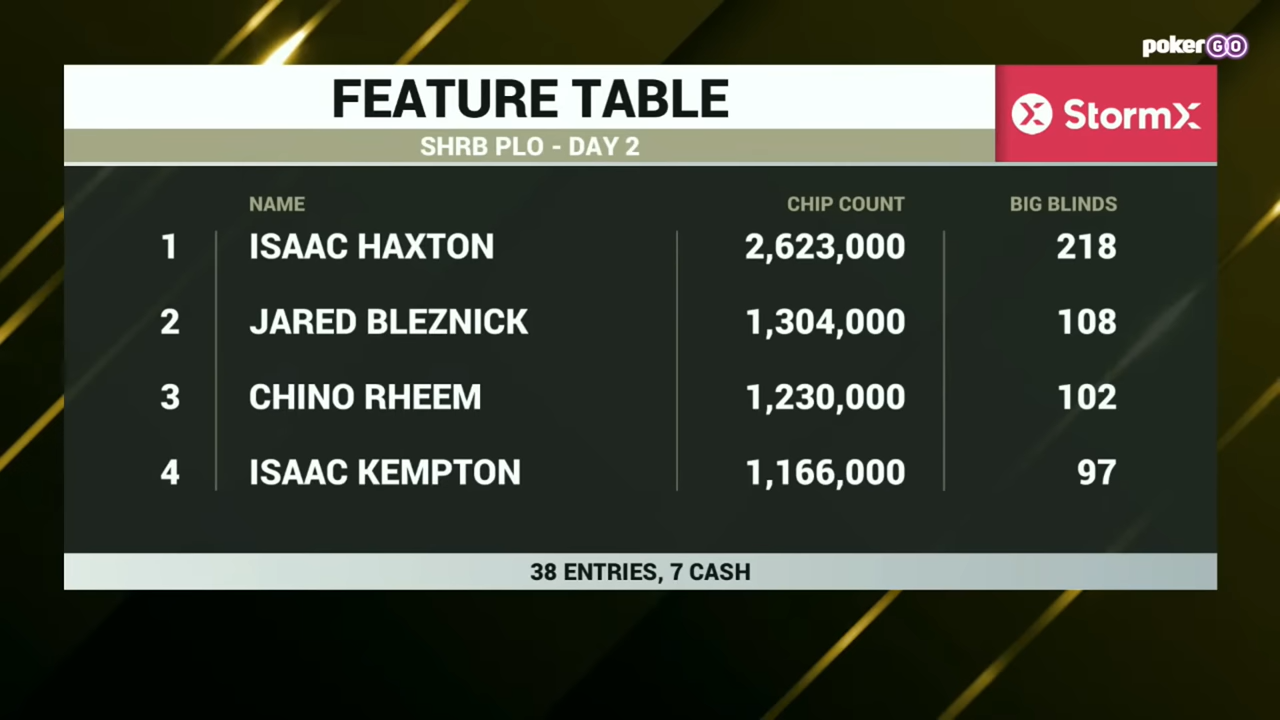 poker GO
FEATURE TABLE
StormX
SHRB PLO - DAY 2
NAME CHIP COUNT BIG BLINDS
1 ISAAC HAXTON 2,623,000 218
2 JARED BLEZNICK 1,304,000 108
3 CHINO RHEEM 1,230,000 102
4 ISAAC KEMPTON 1,166,000 97
38 ENTRIES, 7 CASH